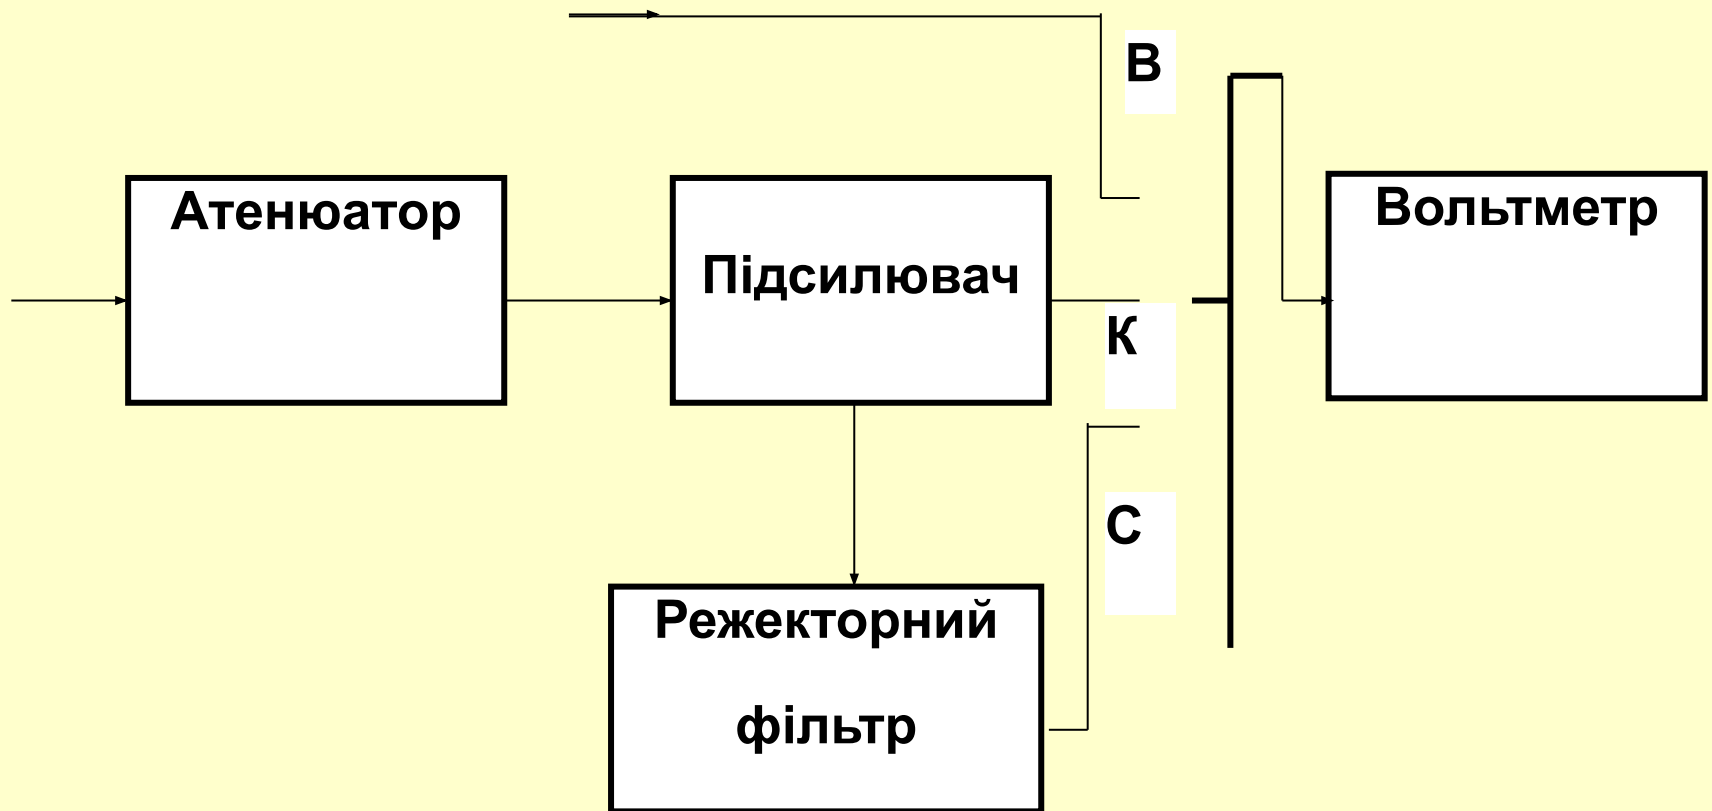 В
Атенюатор
Підсилювач
Вольтметр
К
С
Режекторний
фільтр